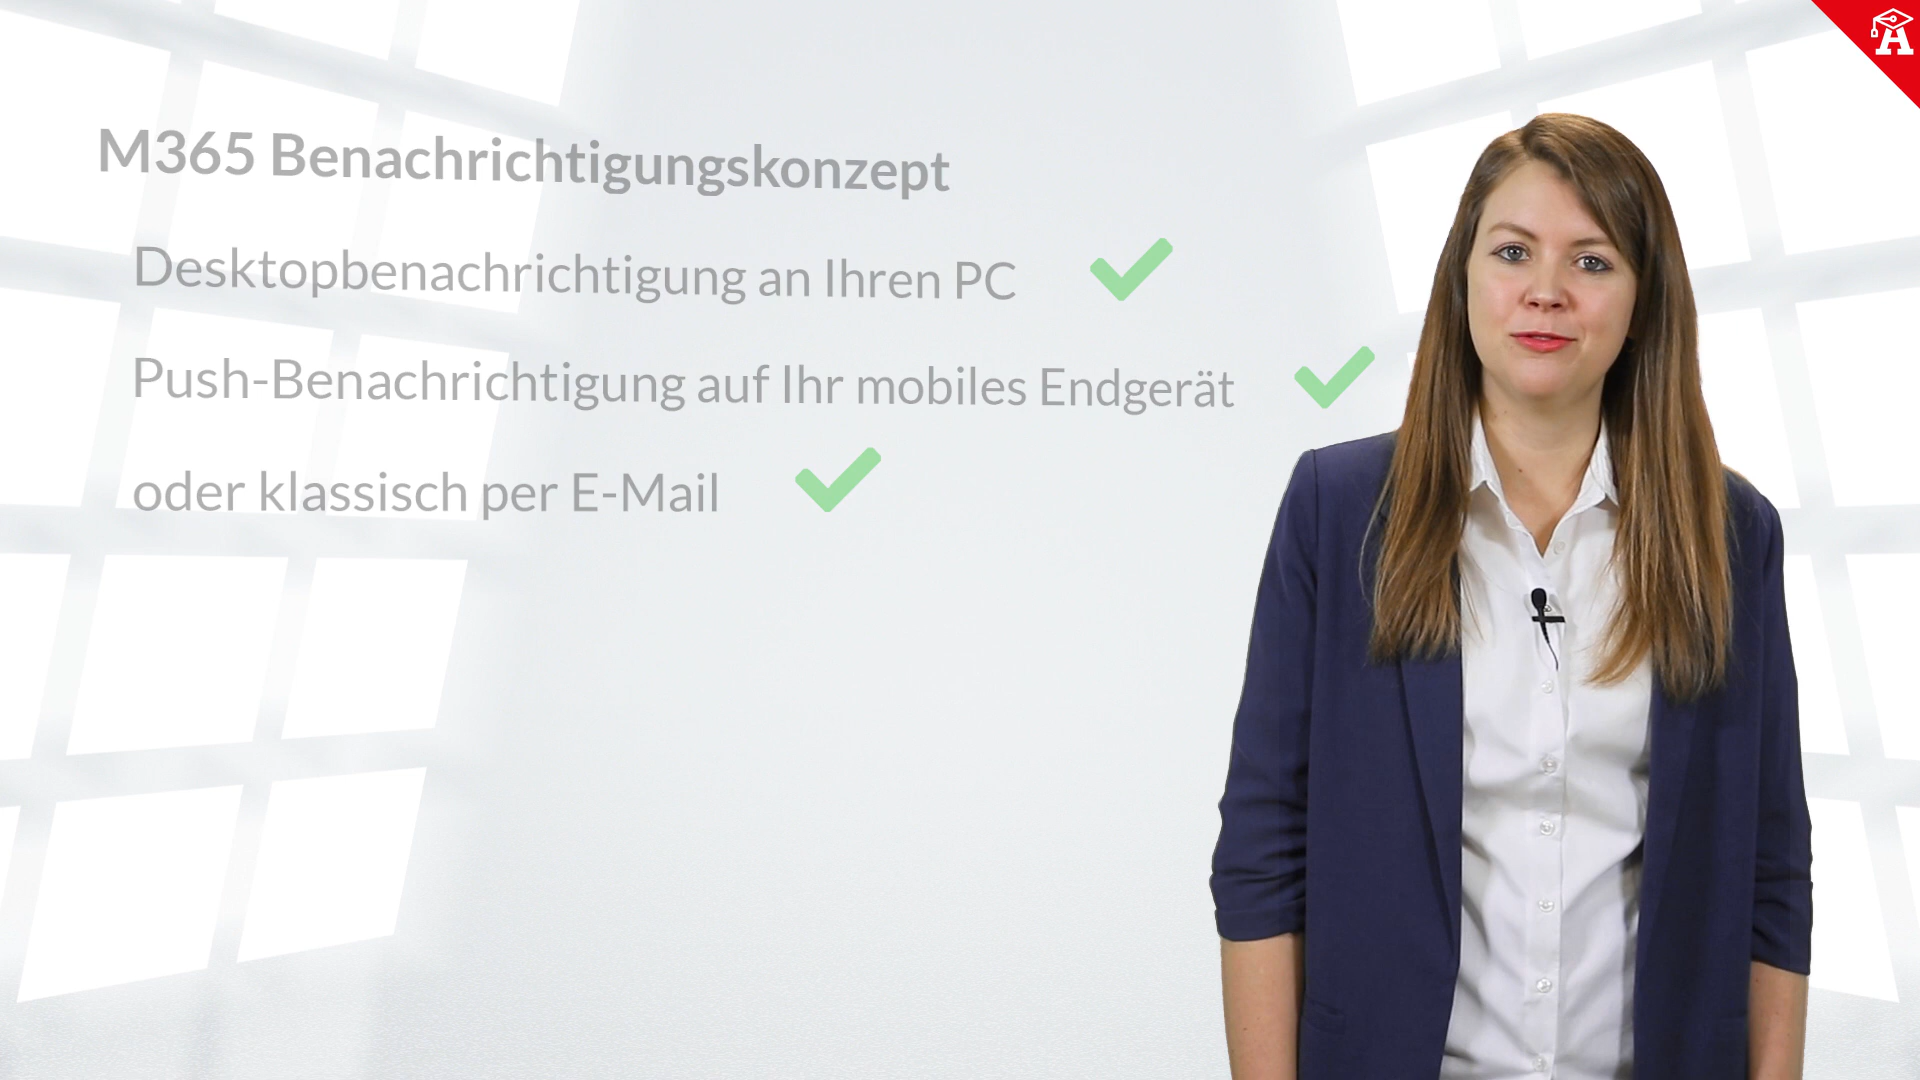 M365 Benachrichtigungskonzept
Desktopbenachrichtigung an Ihren PC
Push-Benachrichtigung auf Ihr mobiles Endgerät
oder klassisch per E-Mail
A